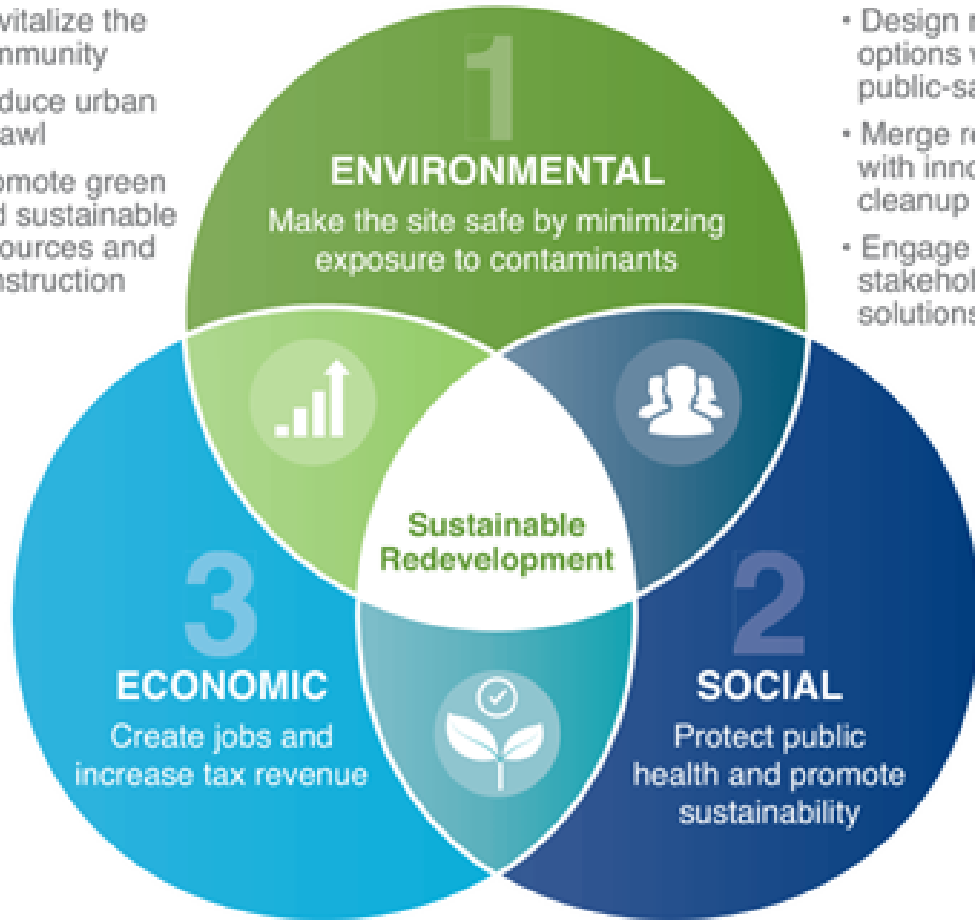 vitalize the
mmunity
duce urban
awl
omote green
d sustainable
ources and
nstruction
• Design
options
public-sa
• Merge
with inno
cleanup
• Engage
stakehol
solutions
1
ENVIRONMENTAL
Make the site safe by minimizing
exposure to contaminants
Sustainable
Redevelopment
3
ECONOMIC
Create jobs and
increase tax revenue
2
SOCIAL
Protect public
health and promote
sustainability